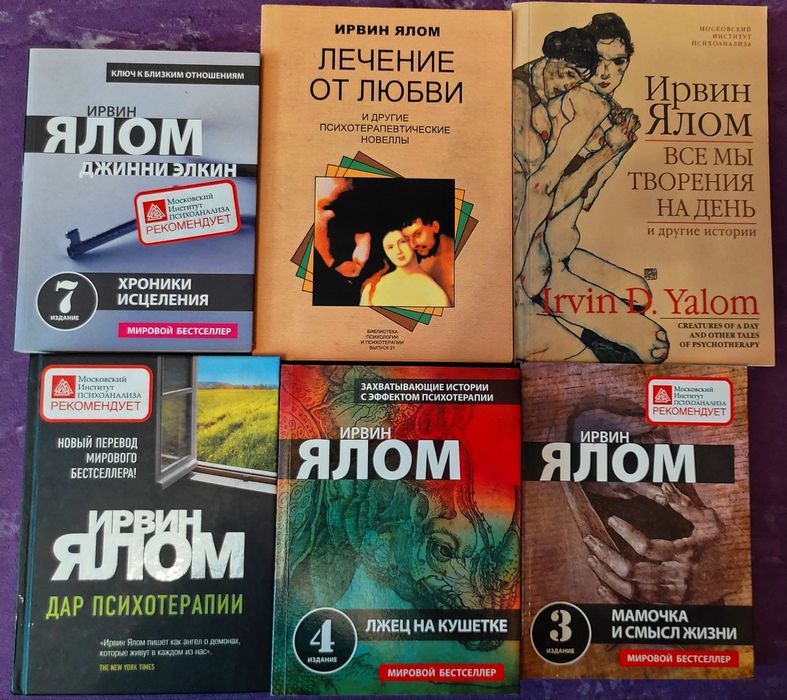 КЛЮЧ К БЛИЗКИМ ОТНОШЕНИЯМ
ИРВИН
ЯЛОМ
ДЖИННИ ЭЛКИН
Московский
Институт
ПСИХОАНАЛИЗА
РЕКОМЕНДУЕТ
7
ИЗДАНИЕ
ХРОНИКИ
ИСЦЕЛЕНИЯ
МИРОВОЙ БЕСТСЕЛЛЕР
ИРВИН ЯЛОМ
ЛЕЧЕНИЕ
ОТ ЛЮБВИ
И ДРУГИЕ
ПСИХОТЕРАПЕВТИЧЕСКИЕ
НОВЕЛЛЫ
БИБЛИОТЕКА
ПСИХОЛОГИИ
И ПСИХОТЕРАПИИ
ВЫПУСК 21
МОСКОВСКИЙ
ИНСТИТУТ
ПСИХОАНАЛИЗА
Ирвин
Ялом
ВСЕ МЫ
ТВОРЕНИЯ
НА ДЕНЬ
и другие истории
Irvin D. Yalom
CREATURES OF A DAY
AND OTHER TALES
OF PSYCHOTHERAPY
Московский
Институт
ПСИХОАНАЛИЗА
РЕКОМЕНДУЕТ
НОВЫЙ ПЕРЕВОД
МИРОВОГО
БЕСТСЕЛЛЕРА!
ИРВИН
ЯЛОМ
ДАР ПСИХОТЕРАПИИ
«Ирвин Ялом пишет как ангел о демонах,
которые живут в каждом из нас».
THE NEW YORK TIMES
ЗАХВАТЫВАЮЩИЕ ИСТОРИИ
С ЭФФЕКТОМ ПСИХОТЕРАПИИ
ИРВИН
ЯЛОМ
4
ИЗДАНИЕ
ЛЖЕЦ НА КУШЕТКЕ
МИРОВОЙ БЕСТСЕЛЛЕР
Московский
Институт
ПСИХОАНАЛИЗА
РЕКОМЕНДУЕТ
ИРВИН
ЯЛОМ
3
ИЗДАНИЕ
МАМОЧКА
И СМЫСЛ ЖИЗНИ
МИРОВОЙ БЕСТСЕЛЛЕР